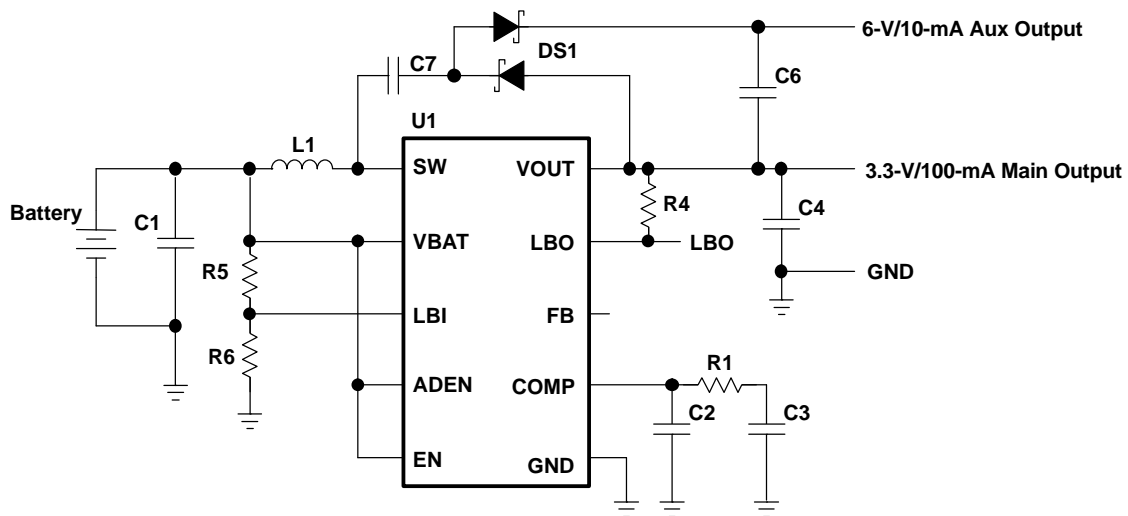 6-V/10-mA Aux Output
C7
DS1
C6
U1
L1
SW
VOUT
3.3-V/100-mA Main Output
Battery
C1
R4
C4
VBAT
LBO
LBO
R5
GND
LBI
FB
R6
R1
ADEN
COMP
C2
C3
EN
GND